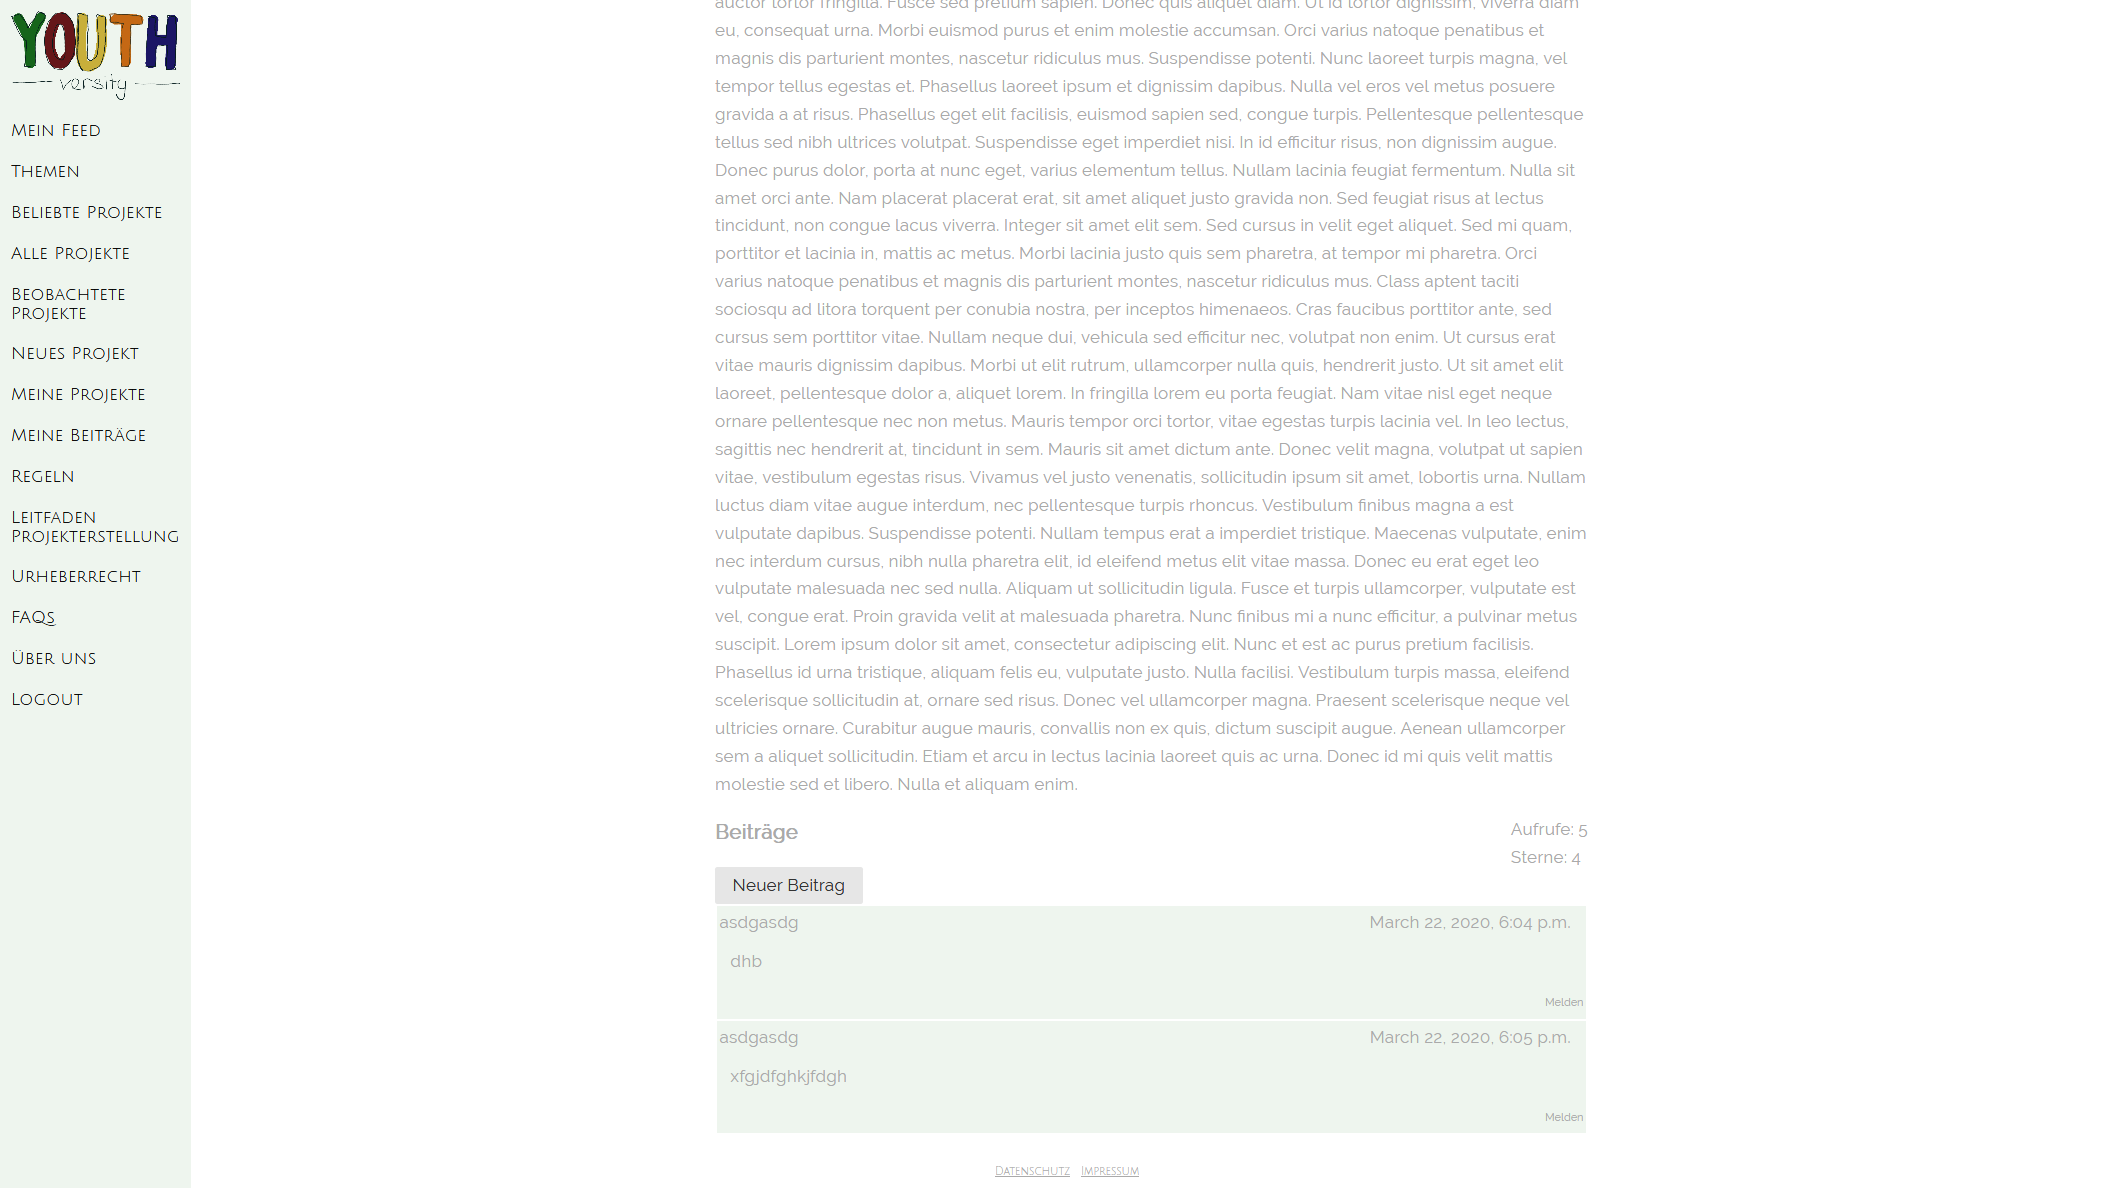 YOUTH
versity
Mein Feed
Themen
Beliebte Projekte
Alle Projekte
Beobachtete
Projekte
Neues Projekt
Meine Projekte
Meine Beiträge
Regeln
Leitfaden
Projekterstellung
Urheberrecht
FAQs
Über uns
Logout
auctor tortor fringilla. Fusce sed pretium sapien. Donec quis aliquet diam. Ut id tortor dignissim, viverra diam
eu, consequat urna. Morbi euismod purus et enim molestie accumsan. Orci varius natoque penatibus et
magnis dis parturient montes, nascetur ridiculus mus. Suspendisse potenti. Nunc laoreet turpis magna, vel
tempor tellus egestas et. Phasellus laoreet ipsum et dignissim dapibus. Nulla vel eros vel metus posuere
gravida a at risus. Phasellus eget elit facilisis, euismod sapien sed, congue turpis. Pellentesque pellentesque
tellus sed nibh ultrices volutpat. Suspendisse eget imperdiet nisi. In id efficitur risus, non dignissim augue.
Donec purus dolor, porta at nunc eget, varius elementum tellus. Nullam lacinia feugiat fermentum. Nulla sit
amet orci ante. Nam placerat placerat erat, sit amet aliquet justo gravida non. Sed feugiat risus at lectus
tincidunt, non congue lacus viverra. Integer sit amet elit sem. Sed cursus in velit eget aliquet. Sed mi quam,
porttitor et lacinia in, mattis ac metus. Morbi lacinia justo quis sem pharetra, at tempor mi pharetra. Orci
varius natoque penatibus et magnis dis parturient montes, nascetur ridiculus mus. Class aptent taciti
sociosqu ad litora torquent per conubia nostra, per inceptos himenaeos. Cras faucibus porttitor ante, sed
cursus sem porttitor vitae. Nullam neque dui, vehicula sed efficitur nec, volutpat non enim. Ut cursus erat
vitae mauris dignissim dapibus. Morbi ut elit rutrum, ullamcorper nulla quis, hendrerit justo. Ut sit amet elit
laoreet, pellentesque dolor a, aliquet lorem. In fringilla lorem eu porta feugiat. Nam vitae nisl eget neque
ornare pellentesque nec non metus. Mauris tempor orci tortor, vitae egestas turpis lacinia vel. In leo lectus,
sagittis nec hendrerit at, tincidunt in sem. Mauris sit amet dictum ante. Donec velit magna, volutpat ut sapien
vitae, vestibulum egestas risus. Vivamus vel justo venenatis, sollicitudin ipsum sit amet, lobortis urna. Nullam
luctus diam vitae augue interdum, nec pellentesque turpis rhoncus. Vestibulum finibus magna a est
vulputate dapibus. Suspendisse potenti. Nullam tempus erat a imperdiet tristique. Maecenas vulputate, enim
nec interdum cursus, nibh nulla pharetra elit, id eleifend metus elit vitae massa. Donec eu erat eget leo
vulputate malesuada nec sed nulla. Aliquam ut sollicitudin ligula. Fusce et turpis ullamcorper, vulputate est
vel, congue erat. Proin gravida velit at malesuada pharetra. Nunc finibus mi a nunc efficitur, a pulvinar metus
suscipit. Lorem ipsum dolor sit amet, consectetur adipiscing elit. Nunc et est ac purus pretium facilisis.
Phasellus id urna tristique, aliquam felis eu, vulputate justo. Nulla facilisi. Vestibulum turpis massa, eleifend
scelerisque sollicitudin at, ornare sed risus. Donec vel ullamcorper magna. Praesent scelerisque neque vel
ultricies ornare. Curabitur augue mauris, convallis non ex quis, dictum suscipit augue. Aenean ullamcorper
sem a aliquet sollicitudin. Etiam et arcu in lectus lacinia laoreet quis ac urna. Donec id mi quis velit mattis
molestie sed et libero. Nulla et aliquam enim.
Beiträge
Aufrufe: 5
Sterne: 4
Neuer Beitrag
asdgasdg March 22, 2020, 6:04 p.m.
dhb
Melden
asdgasdg March 22, 2020, 6:05 p.m.
xfgjdfghkjfdgh
Melden
Datenschutz Impressum